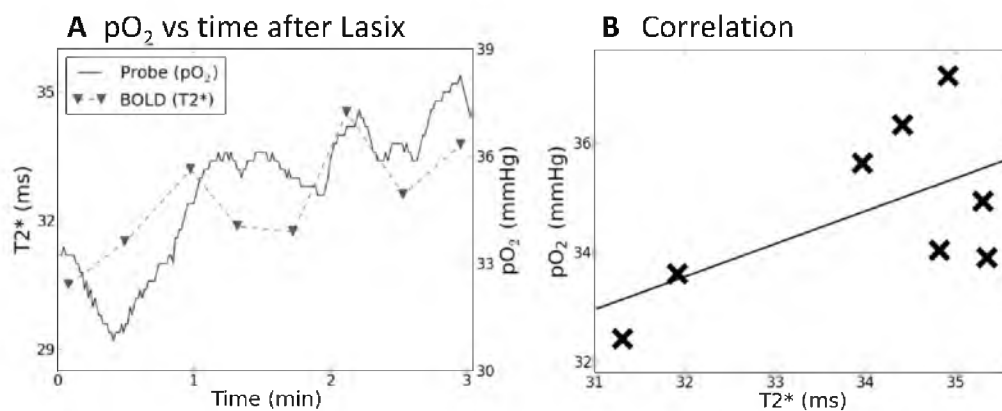 A pO₂ vs time after Lasix
Probe (pO₂)
BOLD (T2*)
35
32
29
T2* (ms)
39
36
33
30
pO₂ (mmHg)
0
1
2
3
Time (min)
B Correlation
36
34
32
pO₂ (mmHg)
31
32
33
34
35
T2* (ms)